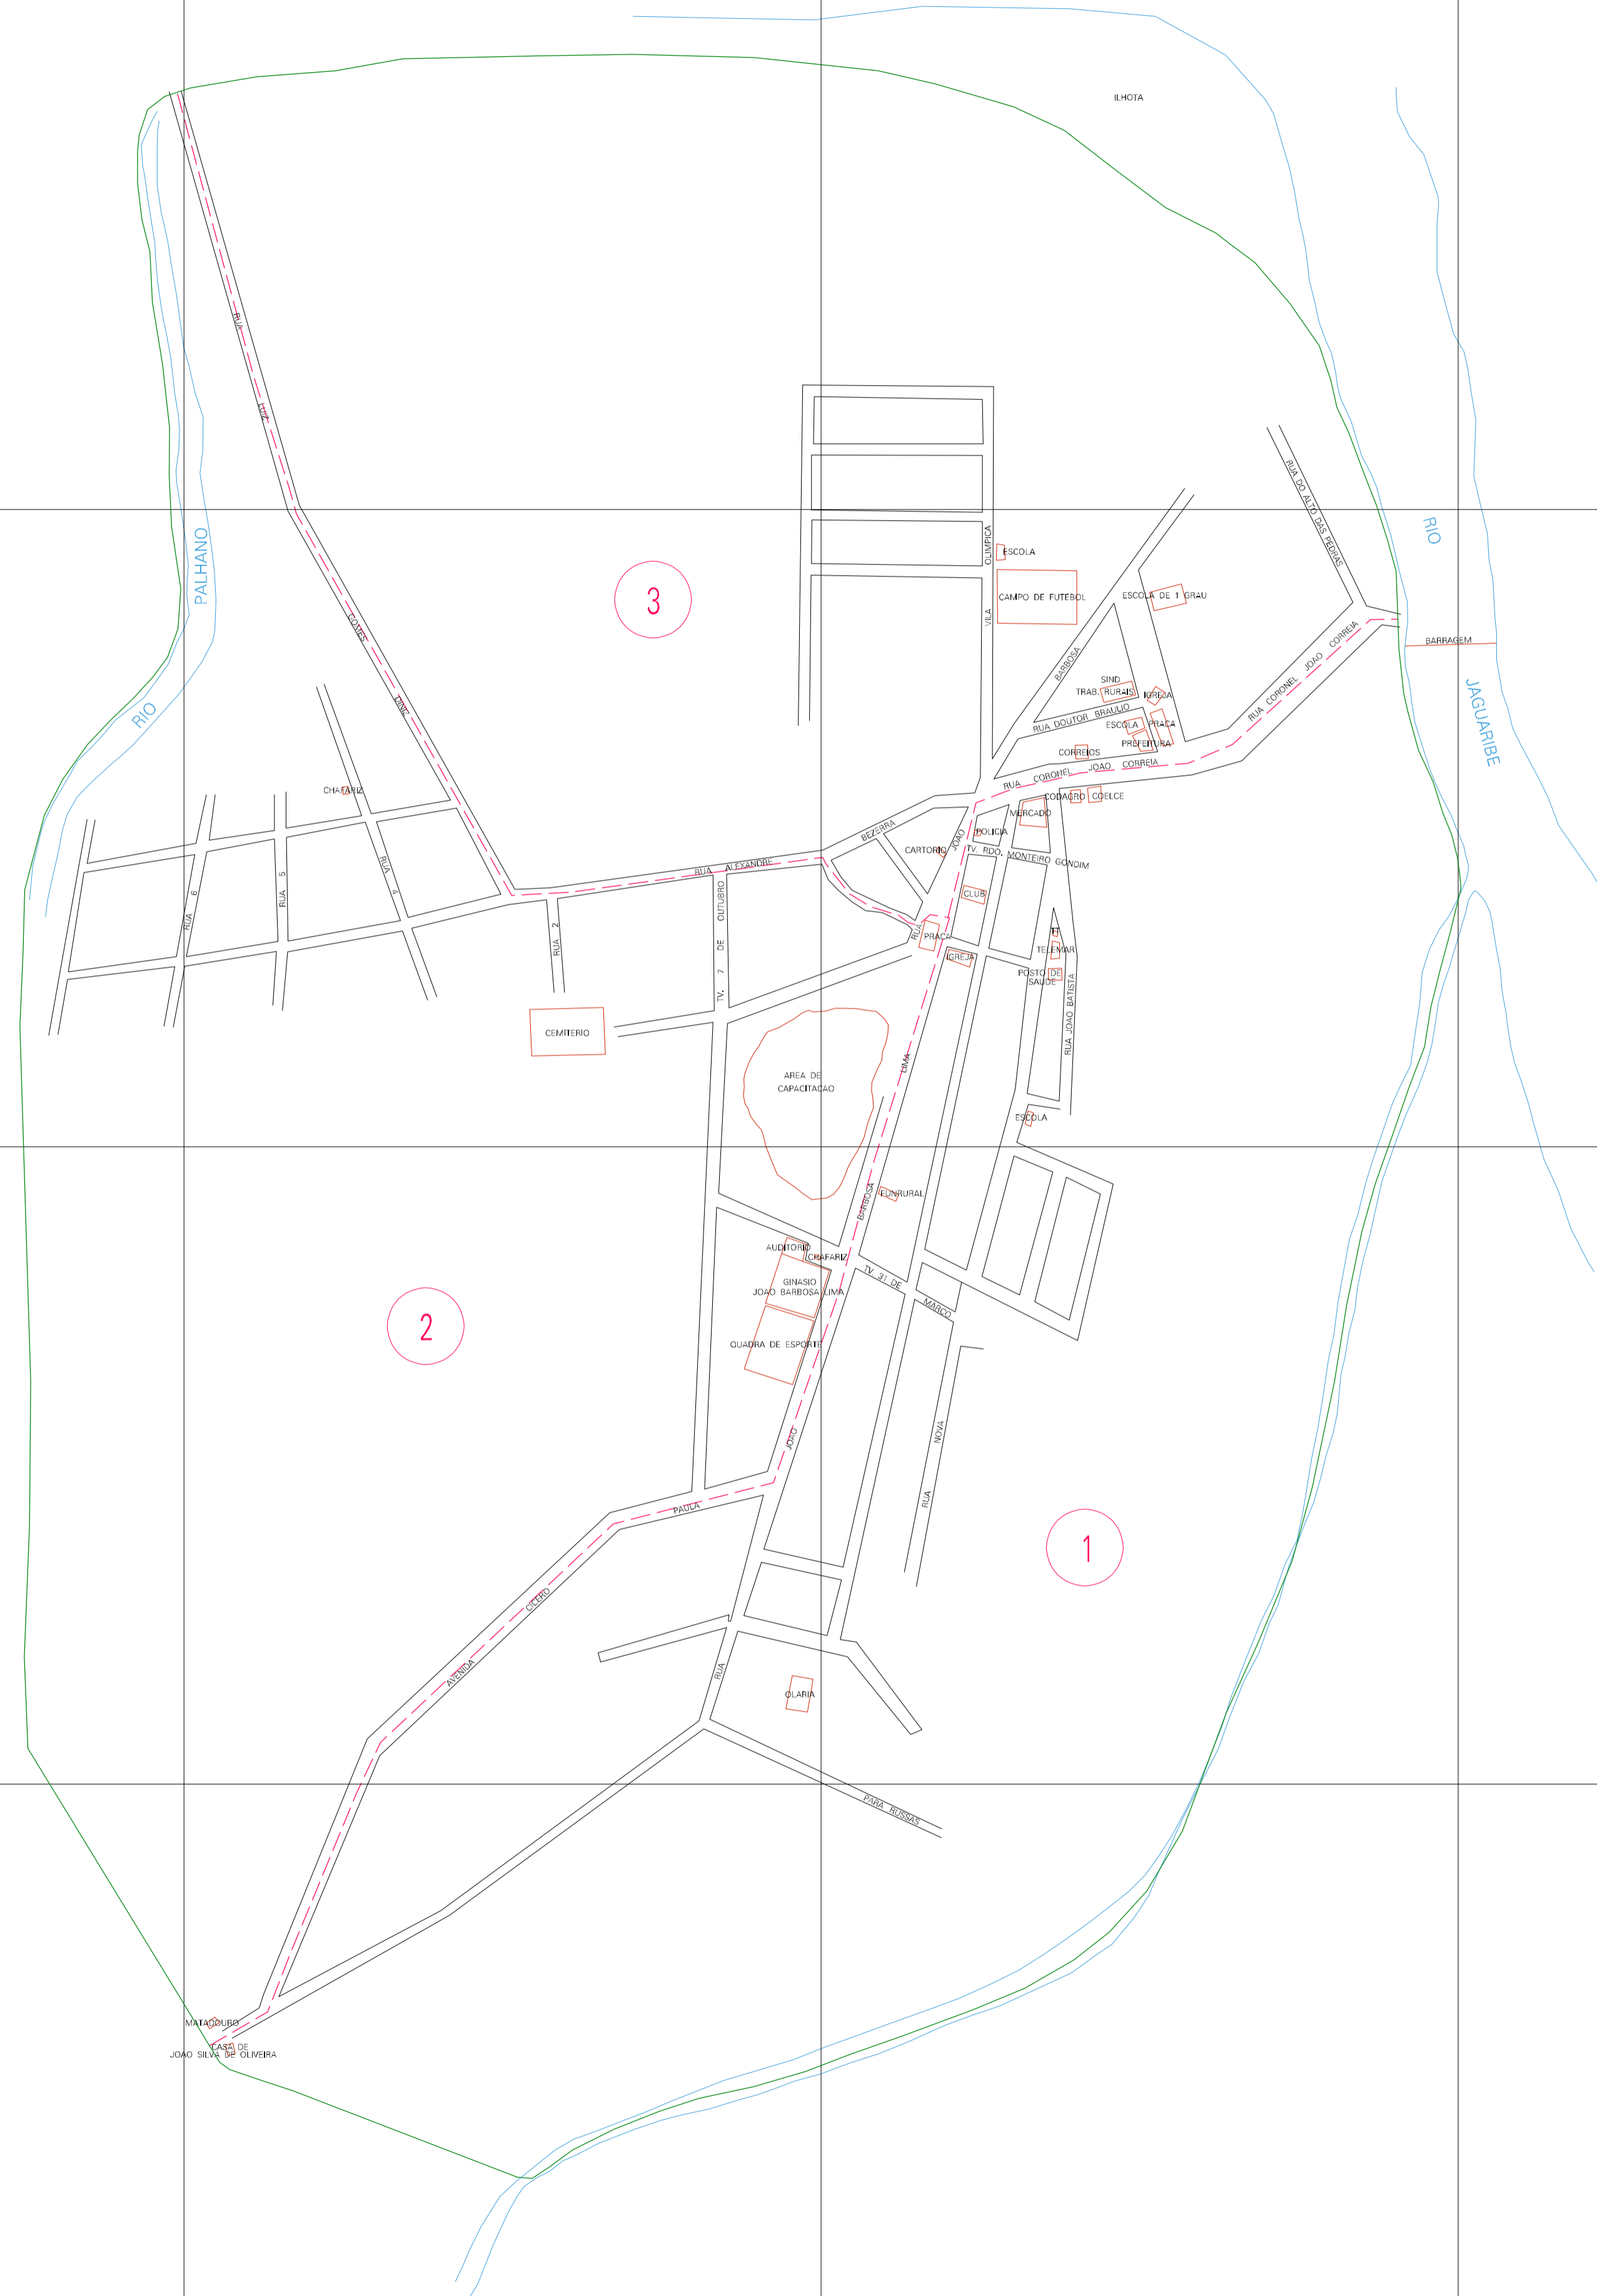 ILHOTA
RUA
LUIZ
GOMES
DINIZ
RIO
PALHANO
3
VILA
OLIMPICA
ESCOLA
CAMPO DE FUTEBOL
ESCOLA DE 1 GRAU
RUA DO ALTO DAS PEDRAS
RIO
JAGUARIBE
BARRAGEM
RUA CORONEL JOAO CORREIA
BARBOSA
SIND
TRAB. RURAIS
IGREJA
RUA DOUTOR BRAULIO
ESCOLA
PRACA
PREFEITURA
CORREIOS
RUA CORONEL JOAO CORREIA
CODAGRO
COELCE
MERCADO
POLICIA
CARTORIO
TV. RDO. MONTEIRO GONDIM
CHAFARIZ
RUA 6
RUA 5
RUA 4
RUA 2
RUA ALEXANDRE
BEZERRA
TV. 7 DE OUTUBRO
CLUB
RUA
JOAO
PRACA
IGREJA
TELEMAR
POSTO DE
SAUDE
RUA JOAO BATISTA
CEMITERIO
AREA DE
CAPACITACAO
LIMA
ESCOLA
FUNRURAL
BARBOSA
AUDITORIO
CHAFARIZ
GINASIO
JOAO BARBOSA LIMA
QUADRA DE ESPORTE
TV 31 DE
MARCO
2
JOAO
RUA NOVA
1
PAULA
CICERO
AVENIDA
RUA
OLARIA
PARA RUSSAS
MATADOURO
CASA DE
JOAO SILVA DE OLIVEIRA